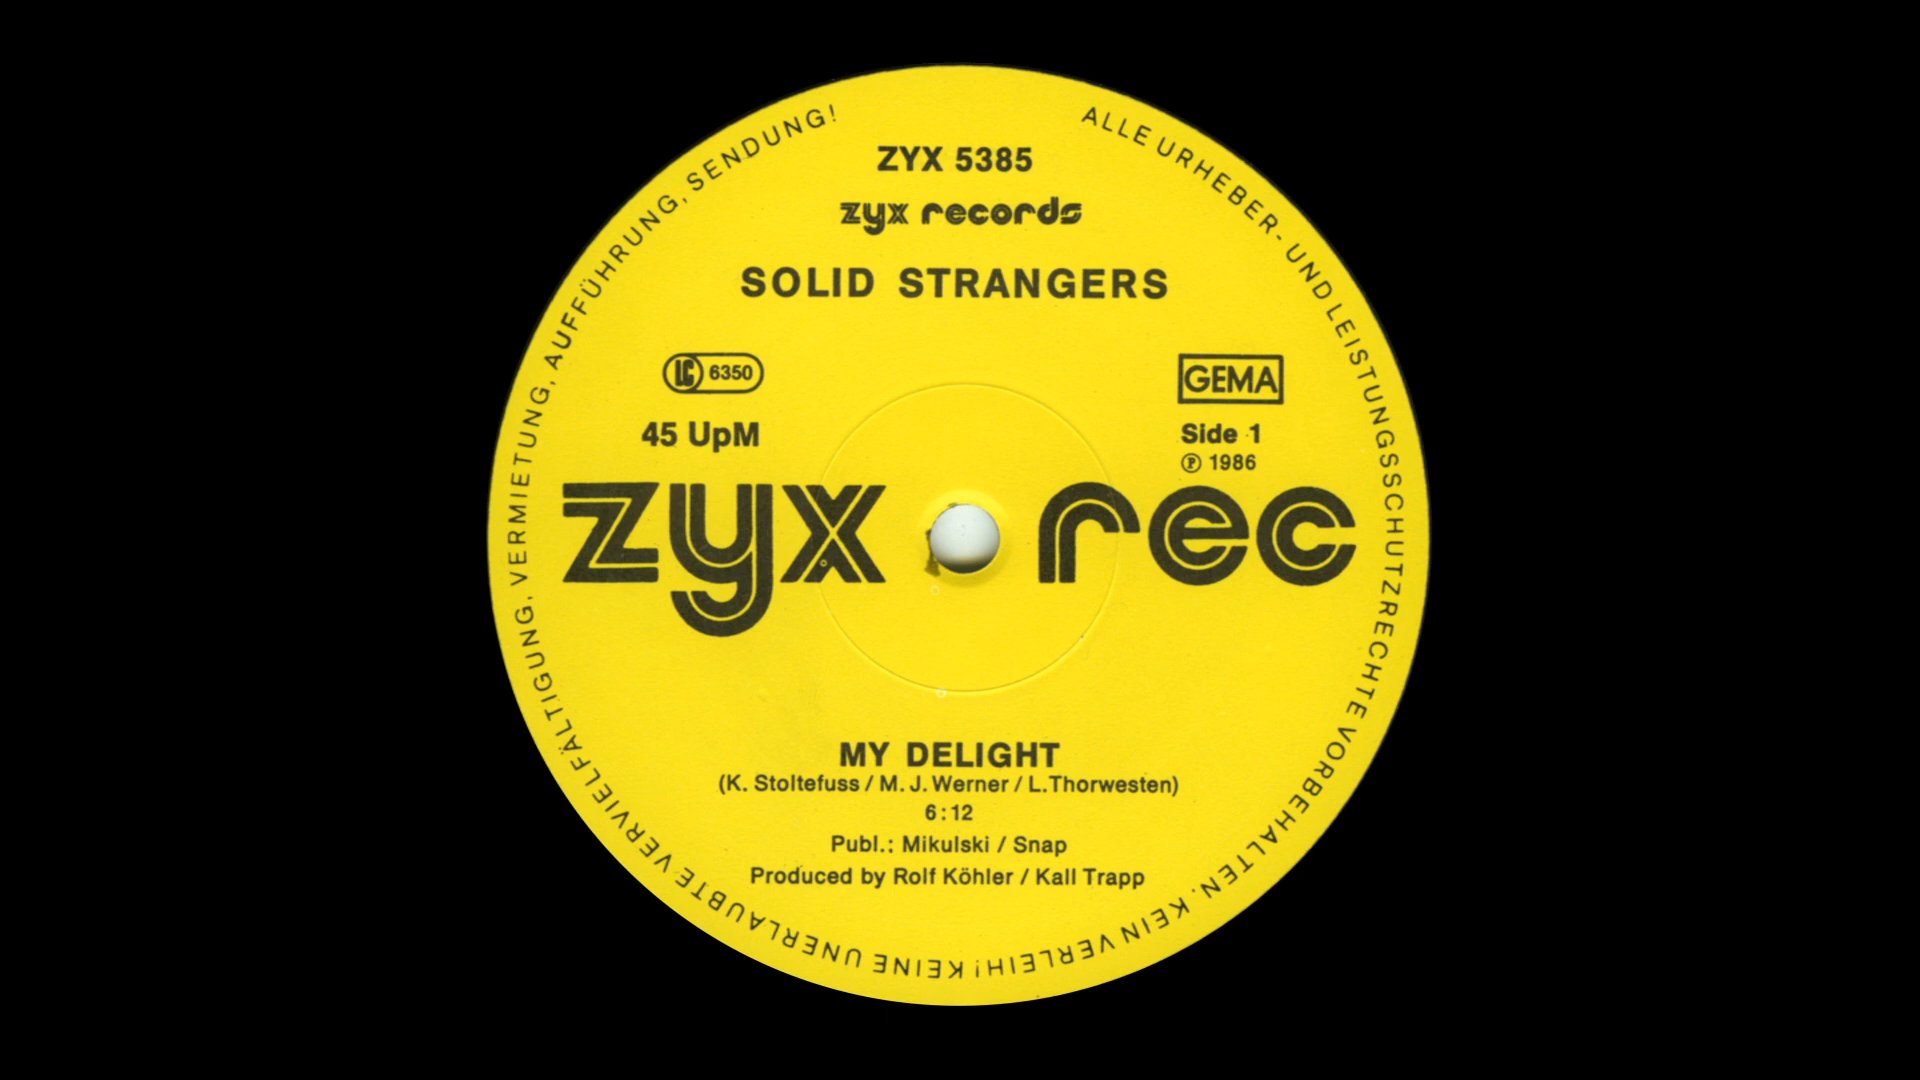 ZYX 5385
zyx records
SOLID STRANGERS
LC 6350
GEMA
45 UpM
Side 1
Ⓟ 1986
zyx rec
MY DELIGHT
(K. Stoltefuss / M. J. Werner / L. Thorwesten)
6:12
Publ.: Mikulski / Snap
Produced by Rolf Köhler / Kall Trapp
ALLE URHEBER- UND LEISTUNGSSCHUTZRECHTE VORBEHALTEN. KEIN VERLEIH! KEINE UNERLAUBTE VERVIELFÄLTIGUNG, VERMIETUNG, AUFFÜHRUNG, SENDUNG!